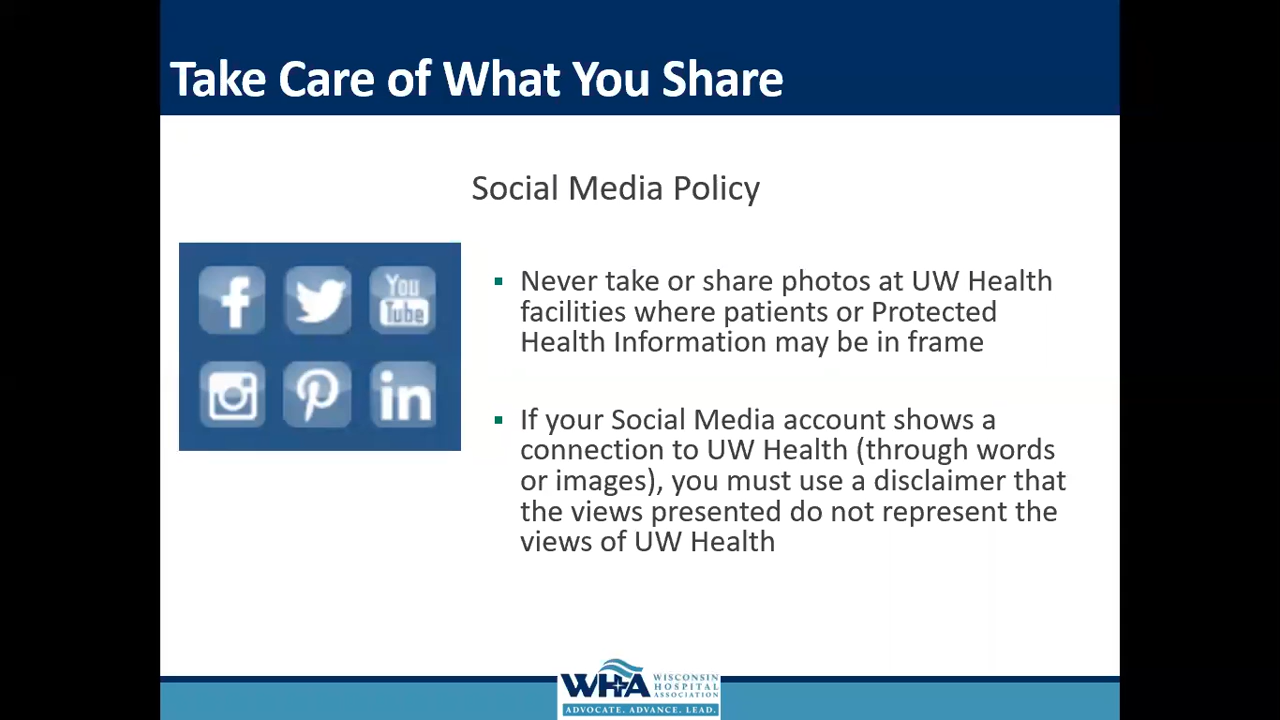 Take Care of What You Share
Social Media Policy
You
Tube
in
▪ Never take or share photos at UW Health
facilities where patients or Protected
Health Information may be in frame
▪ If your Social Media account shows a
connection to UW Health (through words
or images), you must use a disclaimer that
the views presented do not represent the
views of UW Health
WHA
WISCONSIN
HOSPITAL
ASSOCIATION
ADVOCATE. ADVANCE. LEAD.